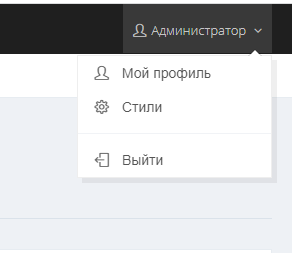 Администратор
Мой профиль
Стили
Выйти